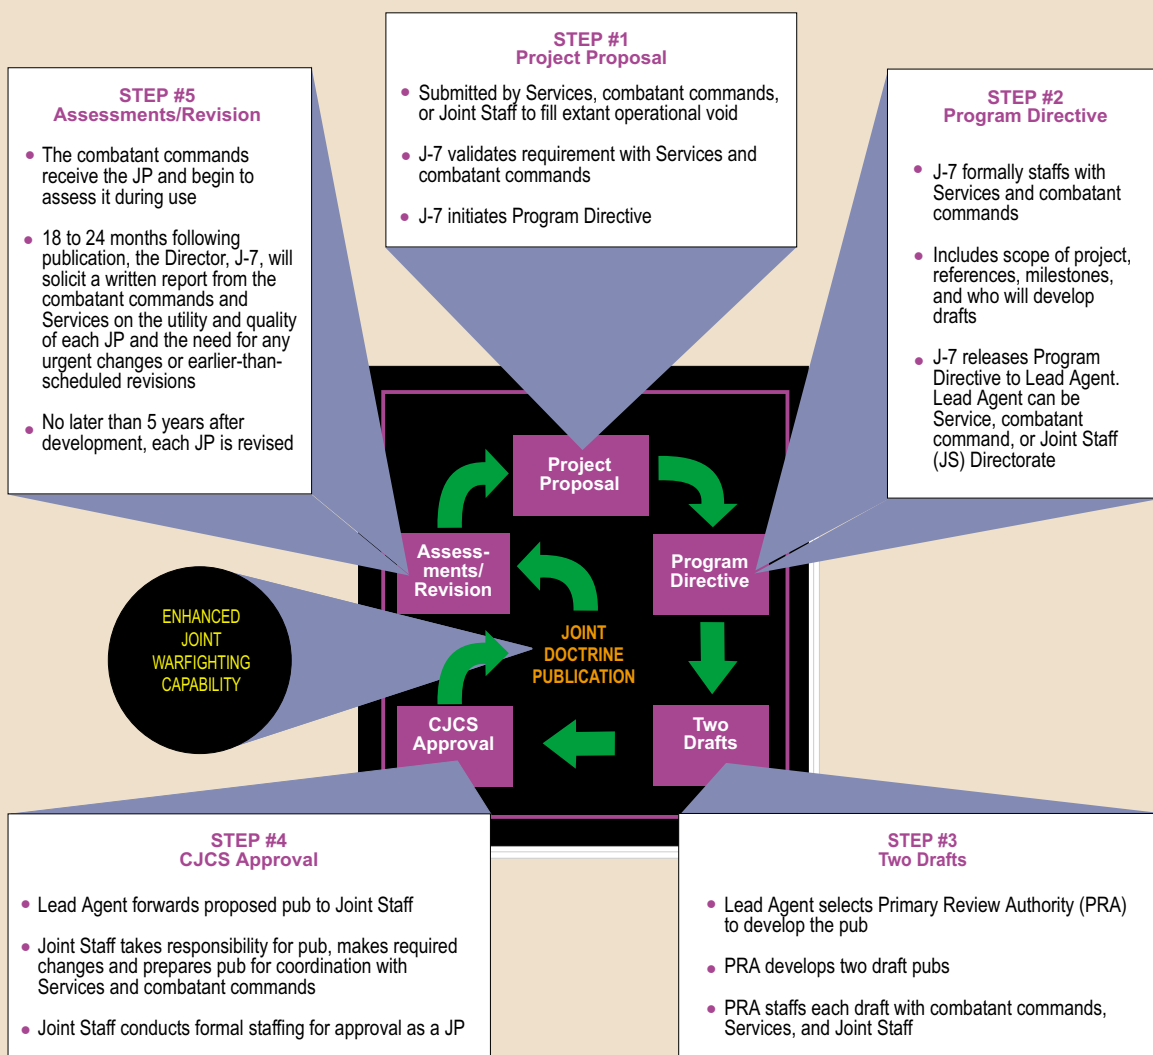 STEP #1
Project Proposal
• Submitted by Services, combatant commands,
or Joint Staff to fill extant operational void
• J-7 validates requirement with Services and
combatant commands
• J-7 initiates Program Directive
STEP #5
Assessments/Revision
• The combatant commands
receive the JP and begin to
assess it during use
• 18 to 24 months following
publication, the Director, J-7, will
solicit a written report from the
combatant commands and
Services on the utility and quality
of each JP and the need for any
urgent changes or earlier-than-
scheduled revisions
• No later than 5 years after
development, each JP is revised
STEP #2
Program Directive
• J-7 formally staffs with
Services and combatant
commands
• Includes scope of project,
references, milestones,
and who will develop
drafts
• J-7 releases Program
Directive to Lead Agent.
Lead Agent can be
Service, combatant
command, or Joint Staff
(JS) Directorate
Project
Proposal
Assess-
ments/
Revision
Program
Directive
ENHANCED
JOINT
WARFIGHTING
CAPABILITY
JOINT
DOCTRINE
PUBLICATION
CJCS
Approval
Two
Drafts
STEP #4
CJCS Approval
• Lead Agent forwards proposed pub to Joint Staff
• Joint Staff takes responsibility for pub, makes required
changes and prepares pub for coordination with
Services and combatant commands
• Joint Staff conducts formal staffing for approval as a JP
STEP #3
Two Drafts
• Lead Agent selects Primary Review Authority (PRA)
to develop the pub
• PRA develops two draft pubs
• PRA staffs each draft with combatant commands,
Services, and Joint Staff